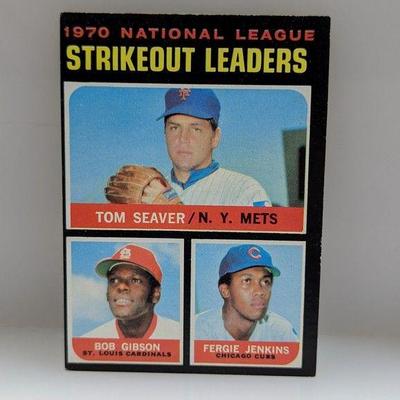 1970 NATIONAL LEAGUE
STRIKEOUT LEADERS
TOM SEAVER / N. Y. METS
BOB GIBSON
ST. LOUIS CARDINALS
FERGIE JENKINS
CHICAGO CUBS